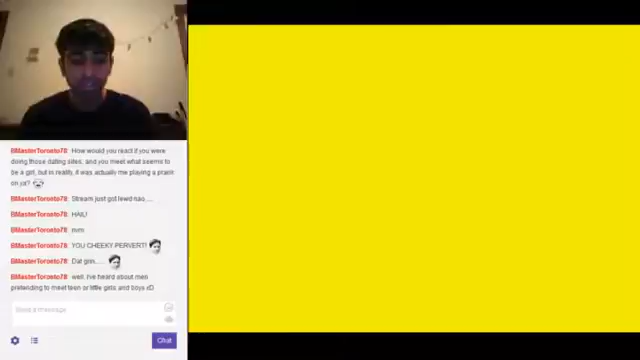 BMasterToronto78: How would you react if you were
doing those dating sites, and you meet what seems to
be a girl, but in reality, it was actually me playing a prank
on ya?
BMasterToronto78: Stream just got lewd nao....
BMasterToronto78: HAIL!
BMasterToronto78: mm
BMasterToronto78: YOU CHEEKY PERVERT!
BMasterToronto78: Dat grin.....
BMasterToronto78: well, I've heard about men
pretending to meet teen or little girls and boys xD
Send a message
Chat